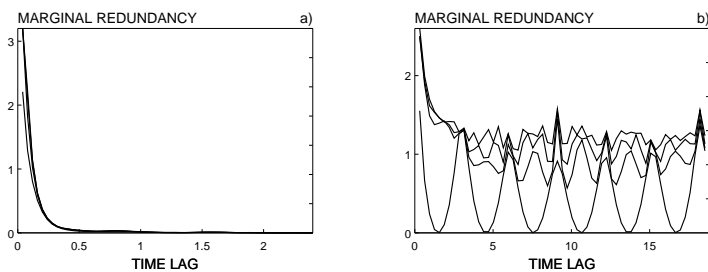 MARGINAL REDUNDANCY a)
3
2
1
0
0 0.5 1 1.5 2
TIME LAG
MARGINAL REDUNDANCY b)
2
1
0
0 5 10 15
TIME LAG